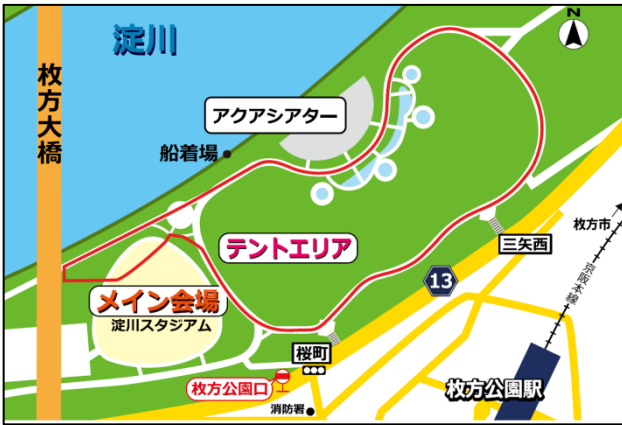 N
淀川
枚方大橋
アクアシアター
船着場
枚方市
三矢西
テントエリア
京阪本線
13
メイン会場
淀川スタジアム
桜町
枚方公園口
枚方公園駅
消防署